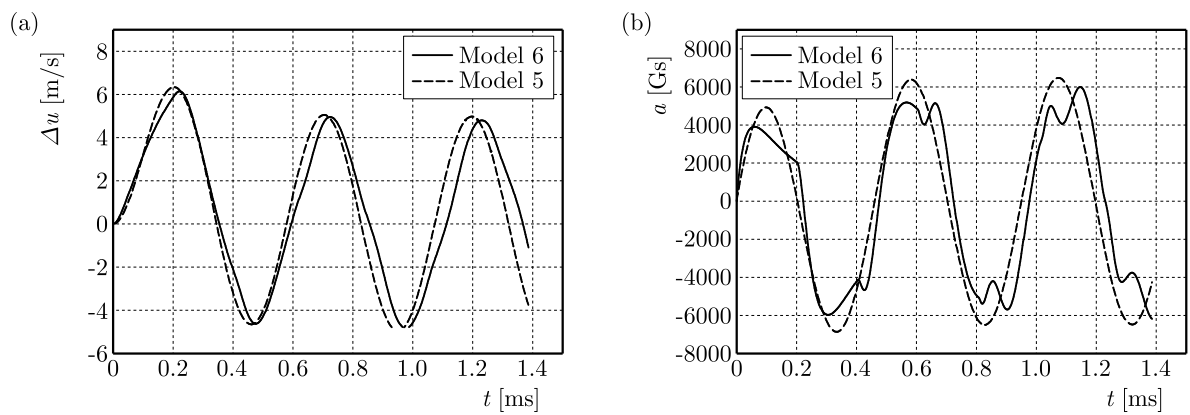 (a)
Δu [m/s]
8
6
4
2
0
-2
-4
-6
0 0.2 0.4 0.6 0.8 1.0 1.2 1.4
t [ms]
Model 6
Model 5
(b)
a [Gs]
8000
6000
4000
2000
0
-2000
-4000
-6000
-8000
0 0.2 0.4 0.6 0.8 1.0 1.2 1.4
t [ms]
Model 6
Model 5